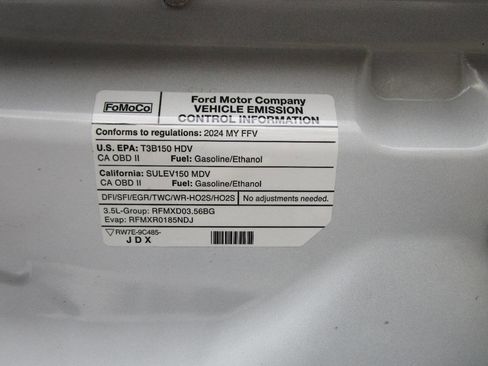 FoMoCo
Ford Motor Company
VEHICLE EMISSION
CONTROL INFORMATION
Conforms to regulations: 2024 MY FFV
U.S. EPA: T3B150 HDV
CA OBD II Fuel: Gasoline/Ethanol
California: SULEV150 MDV
CA OBD II Fuel: Gasoline/Ethanol
DFI/SFI/EGR/TWC/WR-HO2S/HO2S No adjustments needed.
3.5L-Group: RFMXD03.56BG
Evap: RFMXR0185NDJ
RW7E-9C485-
JDX